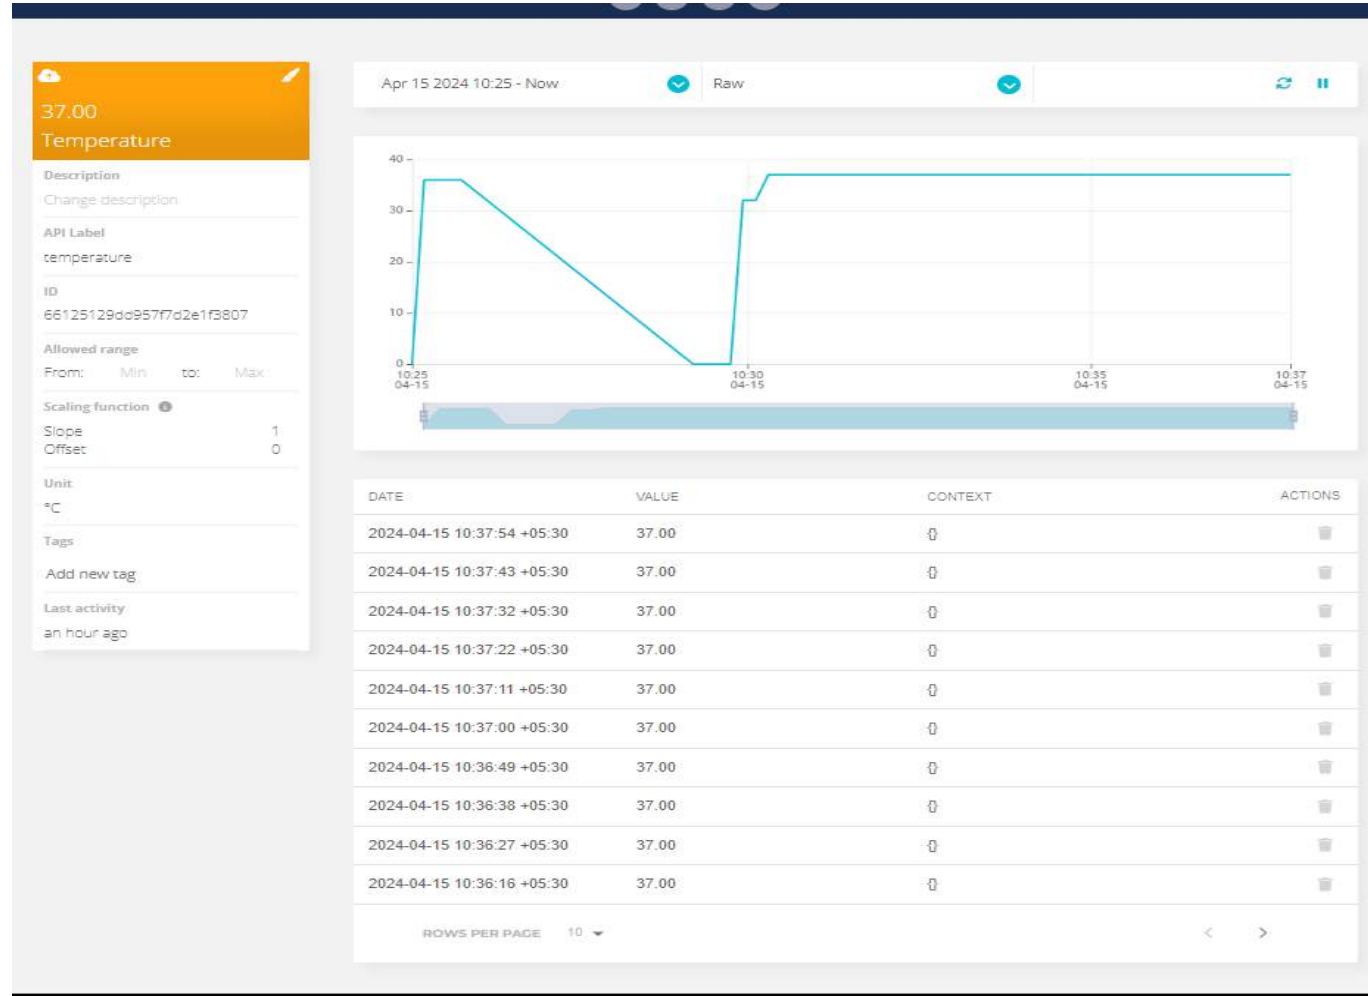 37.00
Temperature
Description
Change description
API Label
temperature
ID
66125129dd957f7d2e1f3807
Allowed range
From: Min to: Max
Scaling function
Slope 1
Offset 0
Unit
°C
Tags
Add new tag
Last activity
an hour ago
Apr 15 2024 10:25 - Now Raw
40
30
20
10
0
10:25 10:30 10:35 10:37
04-15 04-15 04-15 04-15
DATE VALUE CONTEXT ACTIONS
2024-04-15 10:37:54 +05:30 37.00 {}
2024-04-15 10:37:43 +05:30 37.00 {}
2024-04-15 10:37:32 +05:30 37.00 {}
2024-04-15 10:37:22 +05:30 37.00 {}
2024-04-15 10:37:11 +05:30 37.00 {}
2024-04-15 10:37:00 +05:30 37.00 {}
2024-04-15 10:36:49 +05:30 37.00 {}
2024-04-15 10:36:38 +05:30 37.00 {}
2024-04-15 10:36:27 +05:30 37.00 {}
2024-04-15 10:36:16 +05:30 37.00 {}
ROWS PER PAGE 10 < >